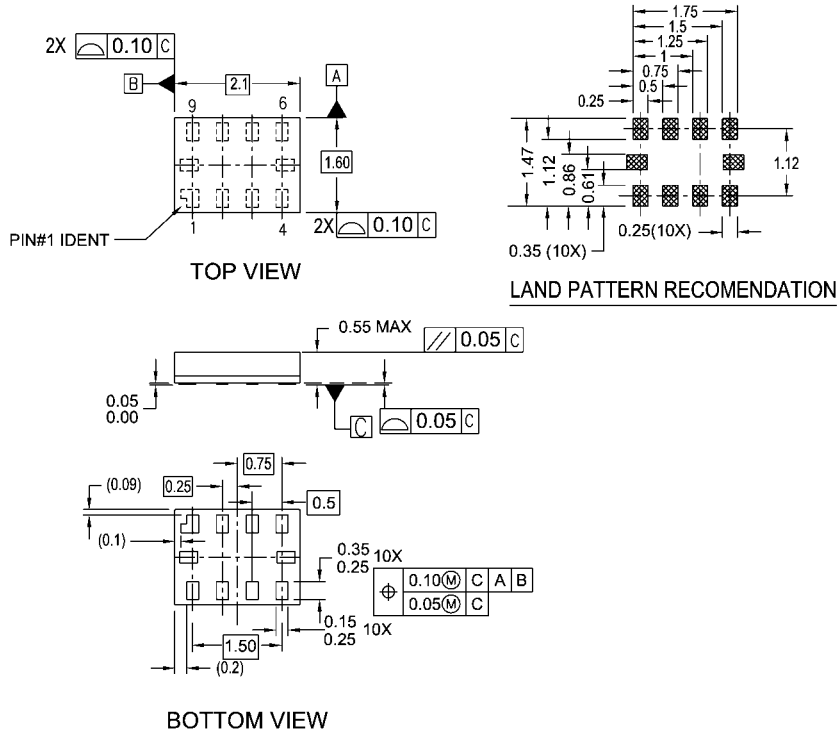 2X ⌓ 0.10 C
B
2.1
A
9 6
1.60
1 4
2X ⌓ 0.10 C
PIN#1 IDENT
TOP VIEW
1.75
1.5
1.25
1
0.75
0.5
0.25
1.47
1.12
0.86
0.61
1.12
0.35 (10X)
0.25(10X)
LAND PATTERN RECOMENDATION
0.55 MAX
// 0.05 C
0.05
0.00
C
⌓ 0.05 C
0.75
(0.09)
0.25
0.5
(0.1)
0.35
0.25 10X
⌖ 0.10Ⓜ C A B
0.05Ⓜ C
0.15
0.25 10X
1.50
(0.2)
BOTTOM VIEW